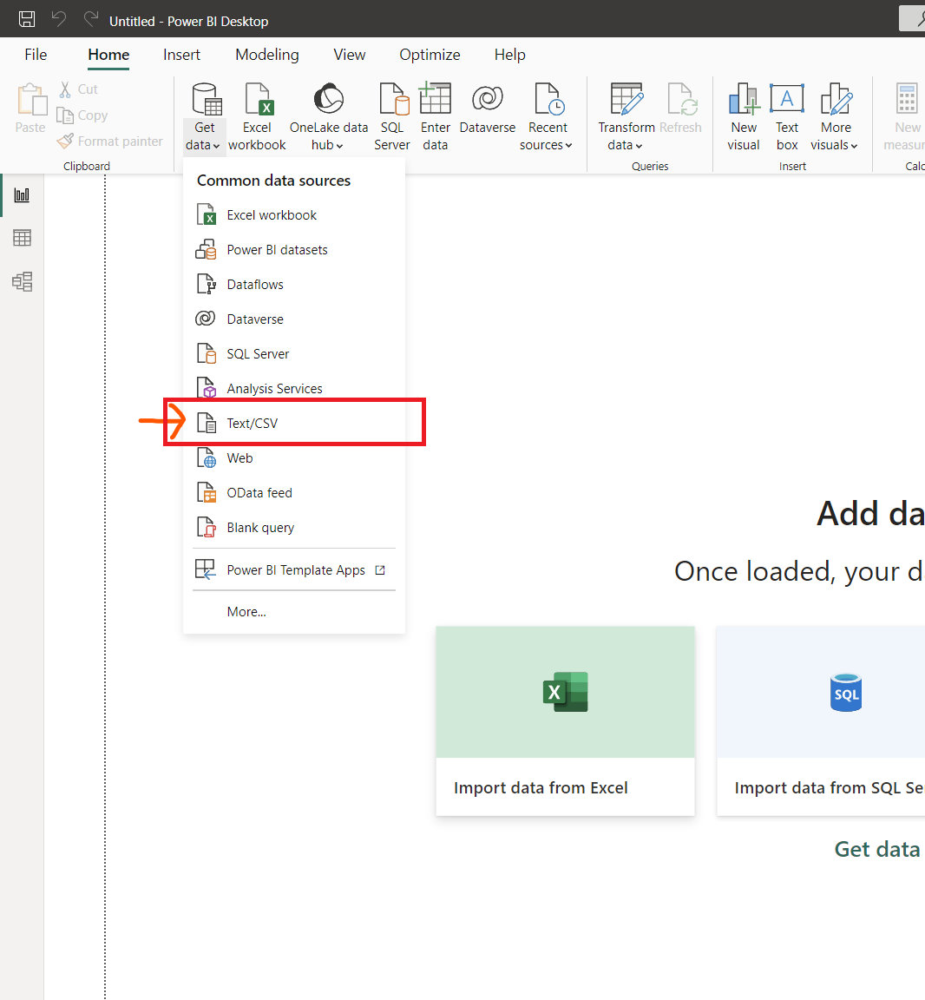 Untitled - Power BI Desktop
File Home Insert Modeling View Optimize Help
Paste
Cut
Copy
Format painter
Clipboard
Get
data
Excel
workbook
OneLake data
hub
SQL
Server
Enter
data
Dataverse
Recent
sources
Transform
data
Refresh
Queries
New
visual
Text
box
More
visuals
Insert
New
measur
Calc
Common data sources
Excel workbook
Power BI datasets
Dataflows
Dataverse
SQL Server
Analysis Services
Text/CSV
Web
OData feed
Blank query
Power BI Template Apps
More...
Add da
Once loaded, your d
SQL
Import data from Excel
Import data from SQL Se
Get data